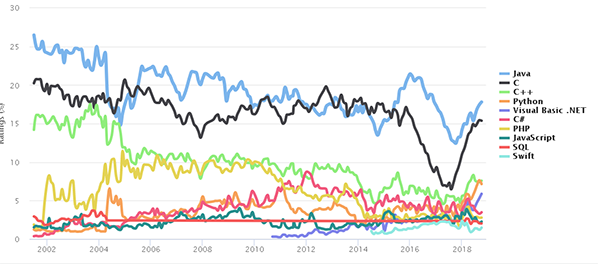 30
25
20
15
10
5
0
Ratings (%)
2002 2004 2006 2008 2010 2012 2014 2016 2018
Java
C
C++
Python
Visual Basic .NET
C#
PHP
JavaScript
SQL
Swift